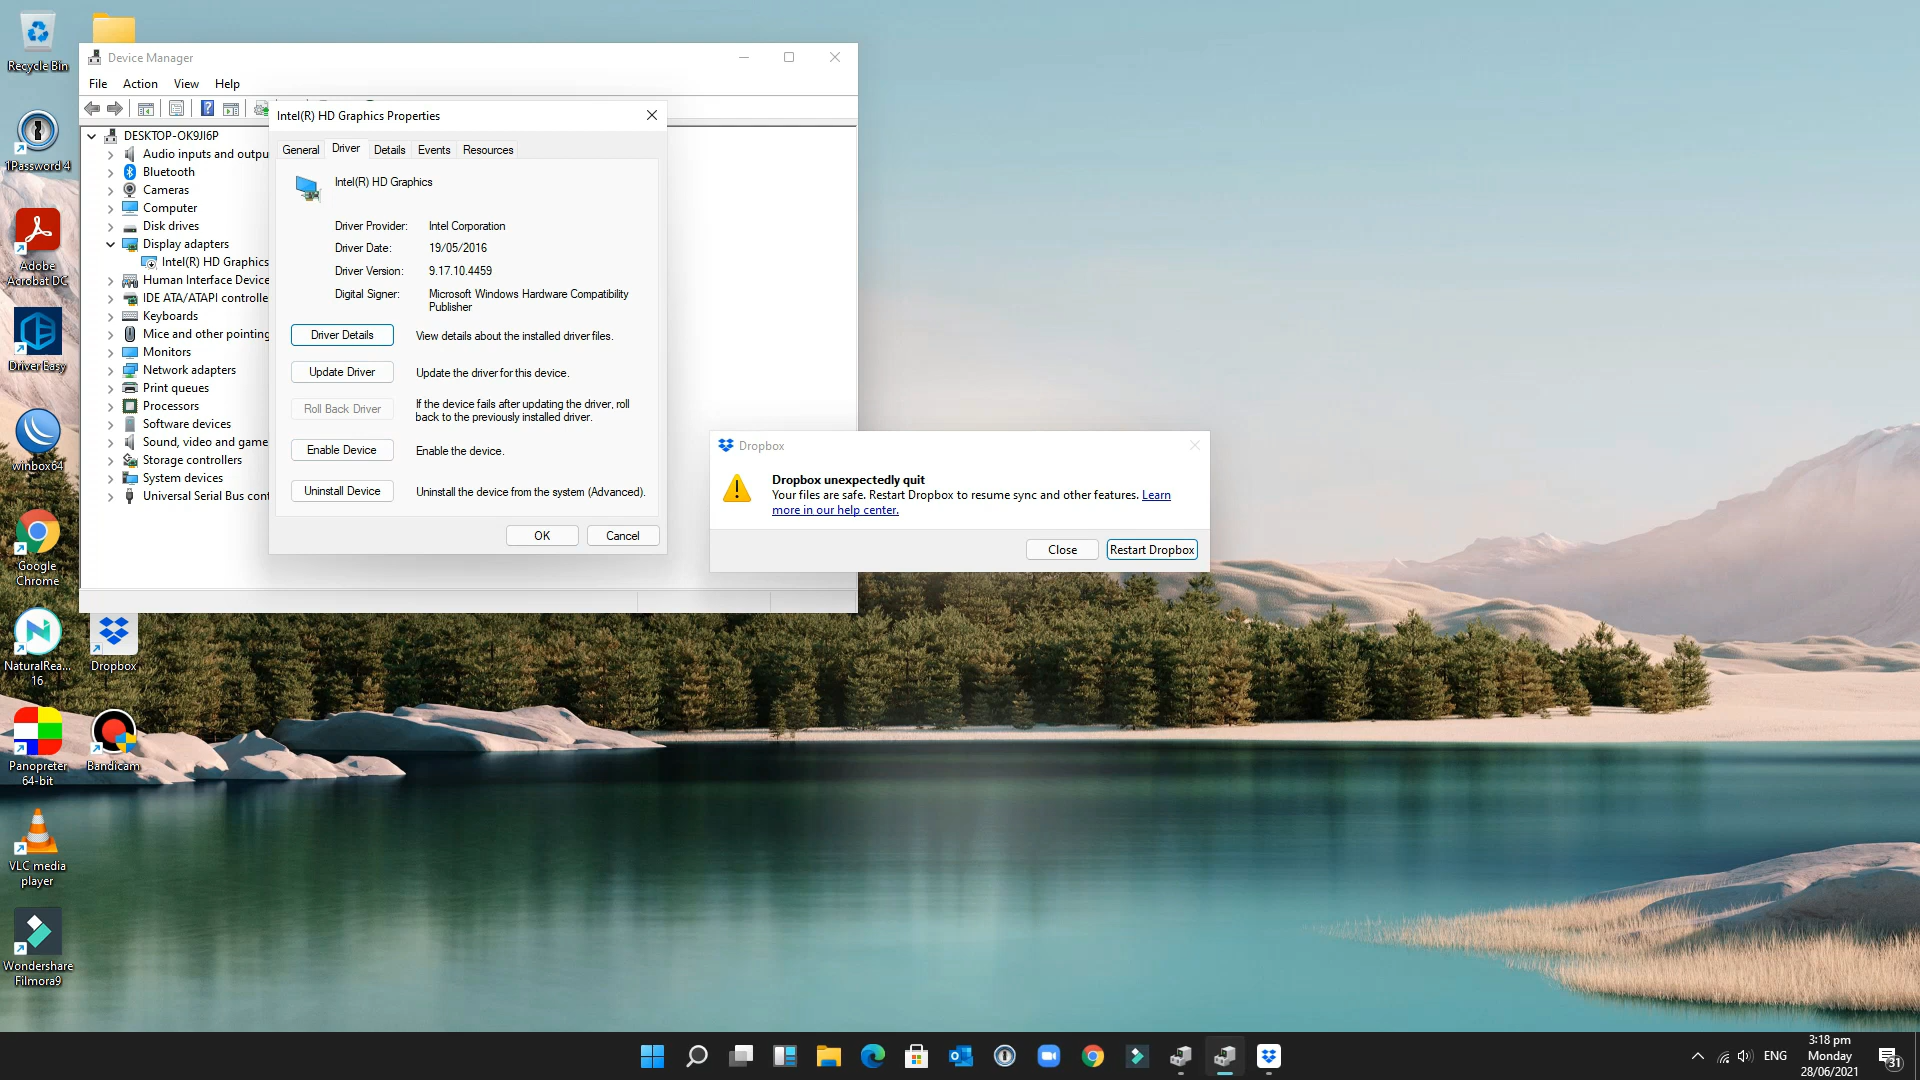 Recycle Bin
1Password 4
Adobe
Acrobat DC
Driver Easy
winbox64
Google
Chrome
NaturalRea...
16
Dropbox
Panopreter
64-bit
Bandicam
VLC media
player
Wondershare
Filmora9
Device Manager
File Action View Help
DESKTOP-OK9JI6P
Audio inputs and outpu
Bluetooth
Cameras
Computer
Disk drives
Display adapters
Intel(R) HD Graphics
Human Interface Device
IDE ATA/ATAPI controlle
Keyboards
Mice and other pointing
Monitors
Network adapters
Print queues
Processors
Software devices
Sound, video and game
Storage controllers
System devices
Universal Serial Bus cont
Intel(R) HD Graphics Properties
General Driver Details Events Resources
Intel(R) HD Graphics
Driver Provider: Intel Corporation
Driver Date: 19/05/2016
Driver Version: 9.17.10.4459
Digital Signer: Microsoft Windows Hardware Compatibility
Publisher
Driver Details View details about the installed driver files.
Update Driver Update the driver for this device.
Roll Back Driver If the device fails after updating the driver, roll
back to the previously installed driver.
Enable Device Enable the device.
Uninstall Device Uninstall the device from the system (Advanced).
OK Cancel
Dropbox
Dropbox unexpectedly quit
Your files are safe. Restart Dropbox to resume sync and other features. Learn
more in our help center.
Close Restart Dropbox
ENG
3:18 pm
Monday
28/06/2021
31